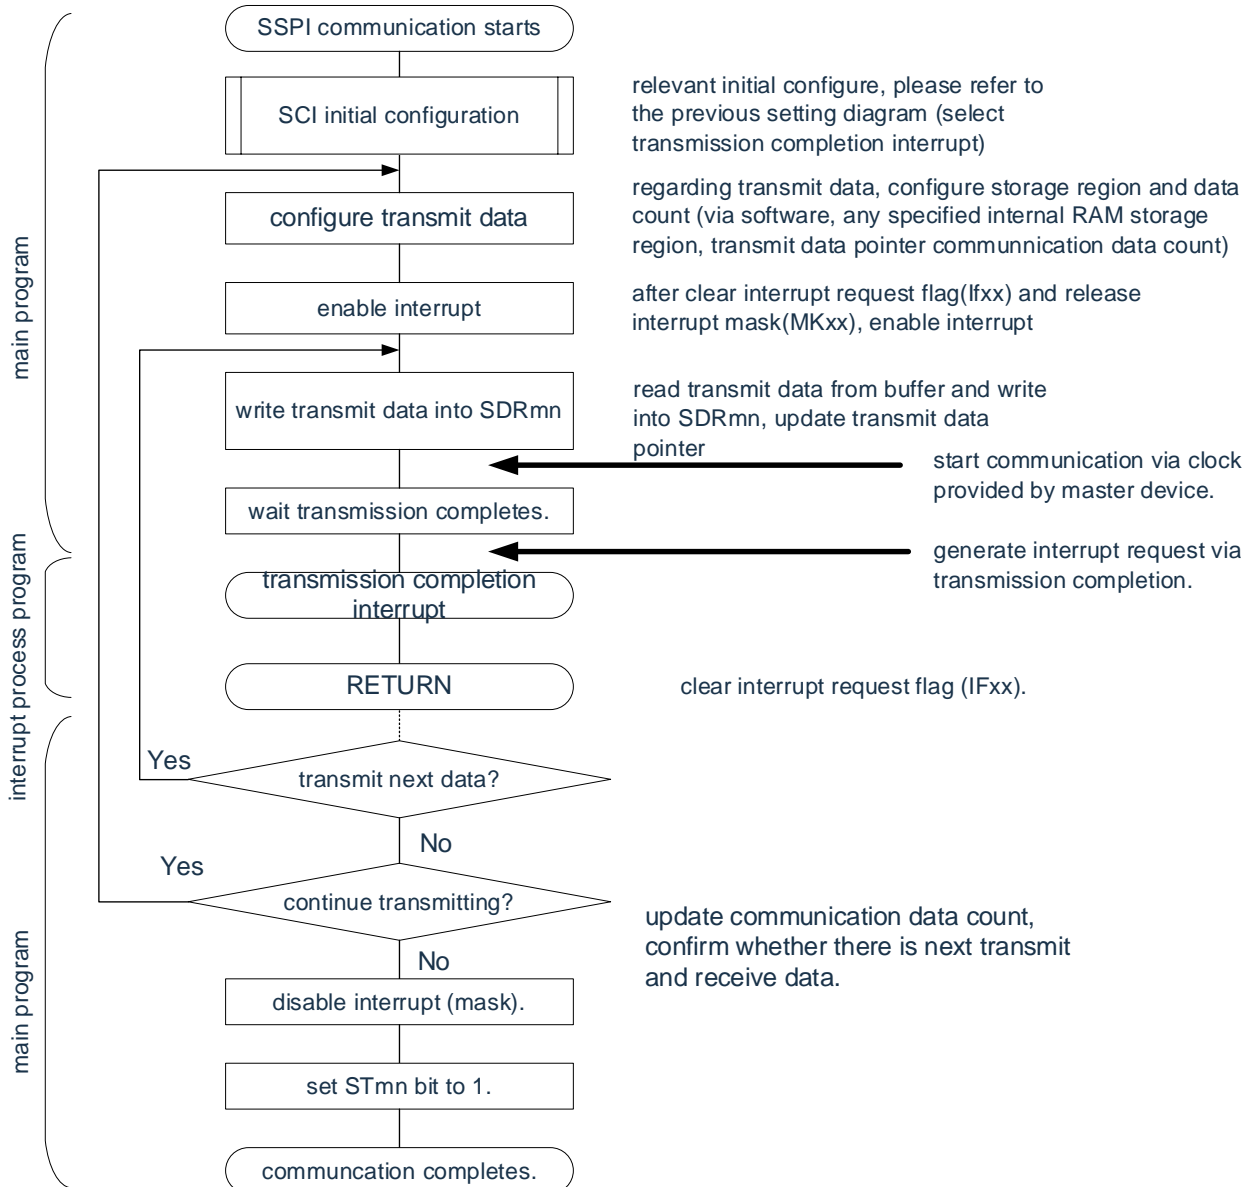 SSPI communication starts
SCI initial configuration
relevant initial configure, please refer to
the previous setting diagram (select
transmission completion interrupt)
configure transmit data
regarding transmit data, configure storage region and data
count (via software, any specified internal RAM storage
region, transmit data pointer communnication data count)
main program
enable interrupt
after clear interrupt request flag(Ifxx) and release
interrupt mask(MKxx), enable interrupt
write transmit data into SDRmn
read transmit data from buffer and write
into SDRmn, update transmit data
pointer
start communication via clock
provided by master device.
wait transmission completes.
generate interrupt request via
transmission completion.
transmission completion
interrupt
interrupt process program
RETURN
clear interrupt request flag (IFxx).
Yes
transmit next data?
No
Yes
continue transmitting?
update communication data count,
confirm whether there is next transmit
and receive data.
No
main program
disable interrupt (mask).
set STmn bit to 1.
communcation completes.